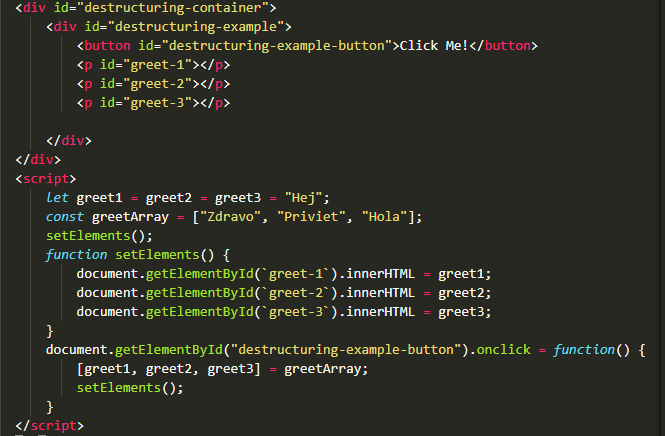 <div id="destructuring-container">
    <div id="destructuring-example">
        <button id="destructuring-example-button">Click Me!</button>
        <p id="greet-1"></p>
        <p id="greet-2"></p>
        <p id="greet-3"></p>

    </div>
</div>
<script>
    let greet1 = greet2 = greet3 = "Hej";
    const greetArray = ["Zdravo", "Priviet", "Hola"];
    setElements();
    function setElements() {
        document.getElementById(`greet-1`).innerHTML = greet1;
        document.getElementById(`greet-2`).innerHTML = greet2;
        document.getElementById(`greet-3`).innerHTML = greet3;
    }
    document.getElementById("destructuring-example-button").onclick = function() {
        [greet1, greet2, greet3] = greetArray;
        setElements();
    }
</script>